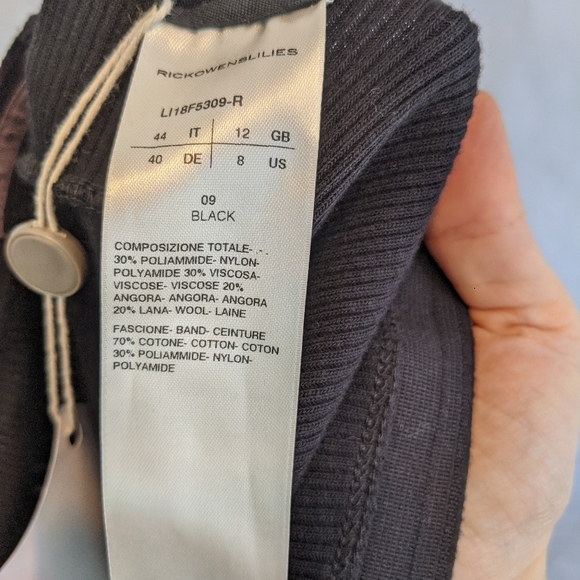 RICKOWENSLILIES
LI18F5309-R
44 IT 12 GB
40 DE 8 US
09
BLACK
COMPOSIZIONE TOTALE- .-
30% POLIAMMIDE- NYLON-
POLYAMIDE 30% VISCOSA-
VISCOSE- VISCOSE 20%
ANGORA- ANGORA- ANGORA
20% LANA- WOOL- LAINE
FASCIONE- BAND- CEINTURE
70% COTONE- COTTON- COTON
30% POLIAMMIDE- NYLON-
POLYAMIDE